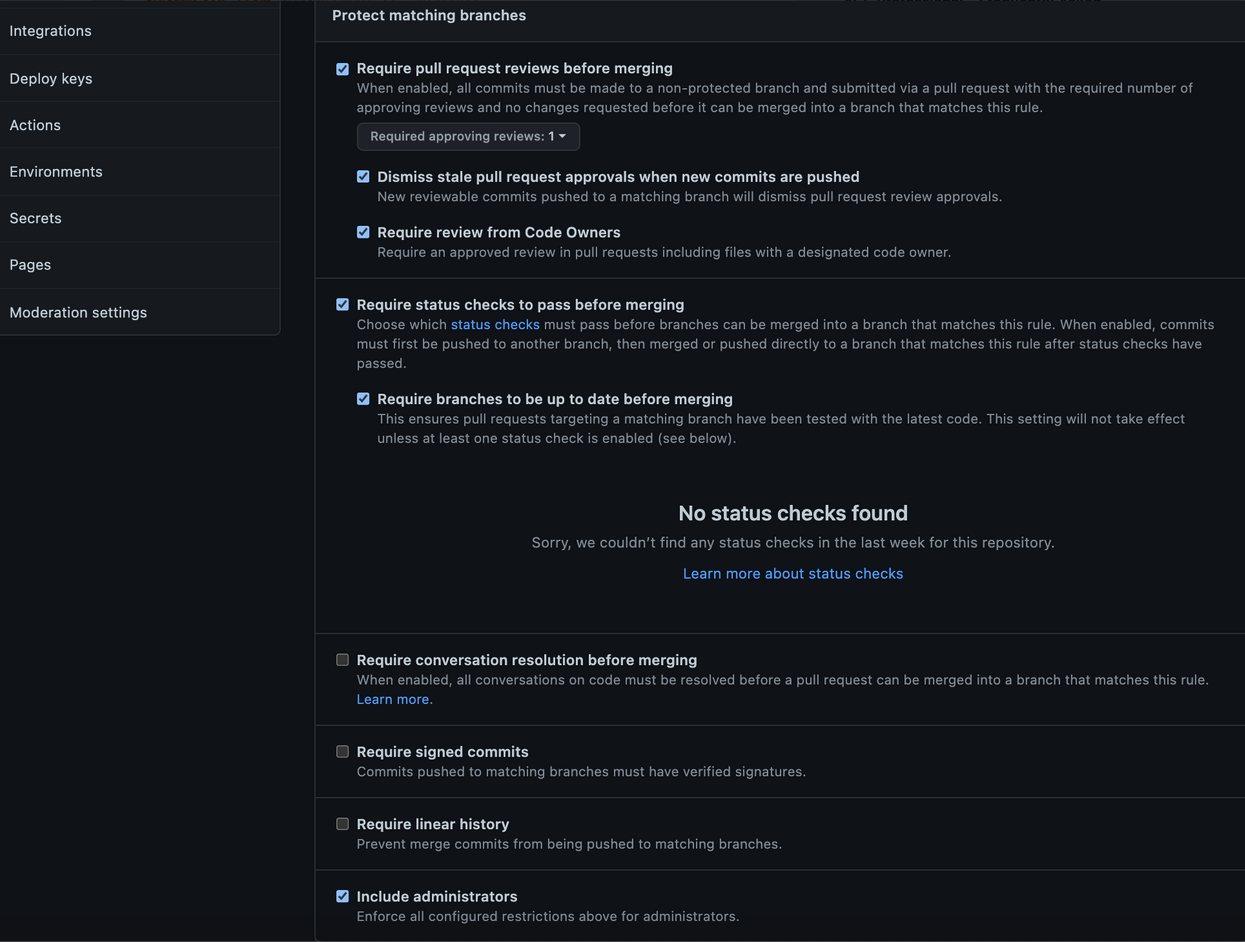 Integrations
Deploy keys
Actions
Environments
Secrets
Pages
Moderation settings
Protect matching branches
Require pull request reviews before merging
When enabled, all commits must be made to a non-protected branch and submitted via a pull request with the required number of
approving reviews and no changes requested before it can be merged into a branch that matches this rule.
Required approving reviews: 1
Dismiss stale pull request approvals when new commits are pushed
New reviewable commits pushed to a matching branch will dismiss pull request review approvals.
Require review from Code Owners
Require an approved review in pull requests including files with a designated code owner.
Require status checks to pass before merging
Choose which status checks must pass before branches can be merged into a branch that matches this rule. When enabled, commits
must first be pushed to another branch, then merged or pushed directly to a branch that matches this rule after status checks have
passed.
Require branches to be up to date before merging
This ensures pull requests targeting a matching branch have been tested with the latest code. This setting will not take effect
unless at least one status check is enabled (see below).
No status checks found
Sorry, we couldn’t find any status checks in the last week for this repository.
Learn more about status checks
Require conversation resolution before merging
When enabled, all conversations on code must be resolved before a pull request can be merged into a branch that matches this rule.
Learn more.
Require signed commits
Commits pushed to matching branches must have verified signatures.
Require linear history
Prevent merge commits from being pushed to matching branches.
Include administrators
Enforce all configured restrictions above for administrators.